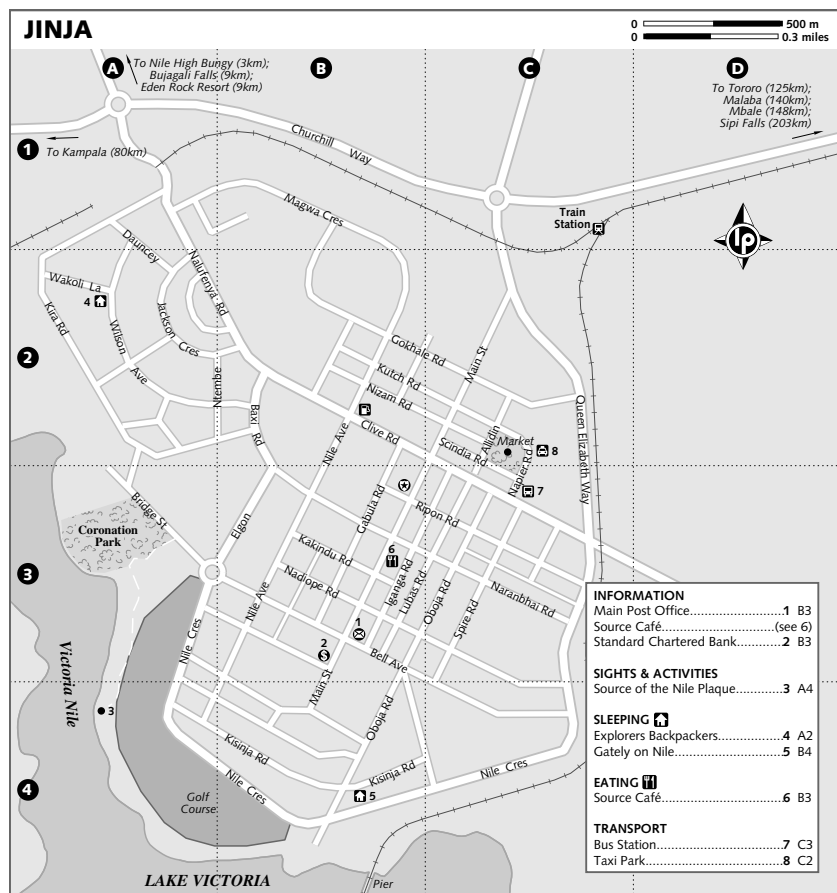 JINJA
0 500 m
0 0.3 miles
A
B
C
D
To Nile High Bungy (3km);
Bujagali Falls (9km);
Eden Rock Resort (9km)
To Tororo (125km);
Malaba (140km);
Mbale (148km);
Sipi Falls (203km)
1
To Kampala (80km)
Churchill Way
Train
Station
lp
Magwa Cres
Dauncey
Nalufenya Rd
Wakoli La
4
Kira Rd
Wilson Ave
Jackson Cres
Ntembe
2
Gokhale Rd
Main St
Kutch Rd
Nizam Rd
Baxi Rd
Nile Ave
Clive Rd
Scindia Rd
Allidin
Market
Napier Rd
8
7
Queen Elizabeth Way
Bridge St
Coronation
Park
Elgon
Gabula Rd
Ripon Rd
3
Kakindu Rd
6
Nadiope Rd
Iganga Rd
Lubas Rd
Oboja Rd
Spire Rd
Naranbhai Rd
Nile Cres
Nile Ave
1
2
Bell Ave
Main St
Victoria Nile
3
Oboja Rd
Kisinja Rd
Kisinja Rd
Nile Cres
Nile Cres
5
4
Golf
Course
LAKE VICTORIA
Pier
INFORMATION
Main Post Office 1 B3
Source Café (see 6)
Standard Chartered Bank 2 B3
SIGHTS & ACTIVITIES
Source of the Nile Plaque 3 A4
SLEEPING
Explorers Backpackers 4 A2
Gately on Nile 5 B4
EATING
Source Café 6 B3
TRANSPORT
Bus Station 7 C3
Taxi Park 8 C2